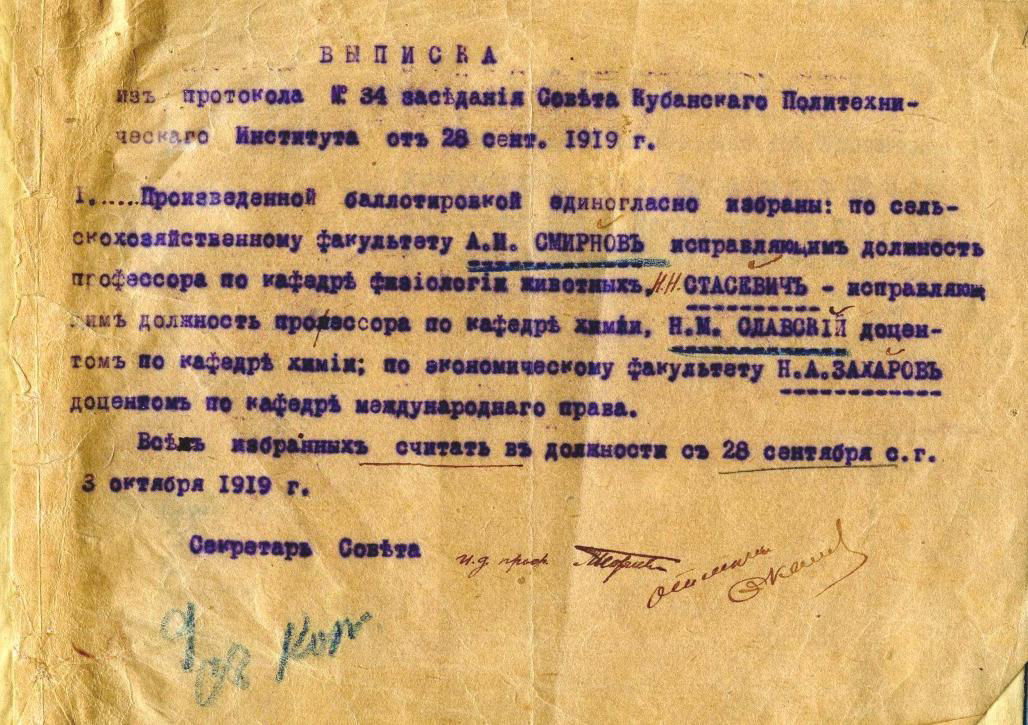 ВЫПИСКА
изъ протокола № 34 засѣданія Совѣта Кубанскаго Политехни-
ческаго Института отъ 28 сент. 1919 г.
I......Произведенной баллотировкой единогласно избраны: по сель-
скохозяйственному факультету А.И. СМИРНОВЪ исправляющимъ должность
профессора по кафедрѣ физіологіи животныхъ, Н.Н. СТАСЕВИЧЪ - исправляющ
щимъ должность профессора по кафедрѣ химіи, Н.М. СЛАВСКІЙ доцен-
томъ по кафедрѣ химіи; по экономическому факультету Н.А.ЗАХАРОВЪ
доцентомъ по кафедрѣ международнаго права.
Всѣхъ избранныхъ считать въ должности съ 28 сентября с.г.
3 октября 1919 г.
Секретарь Совѣта и.д. проф.